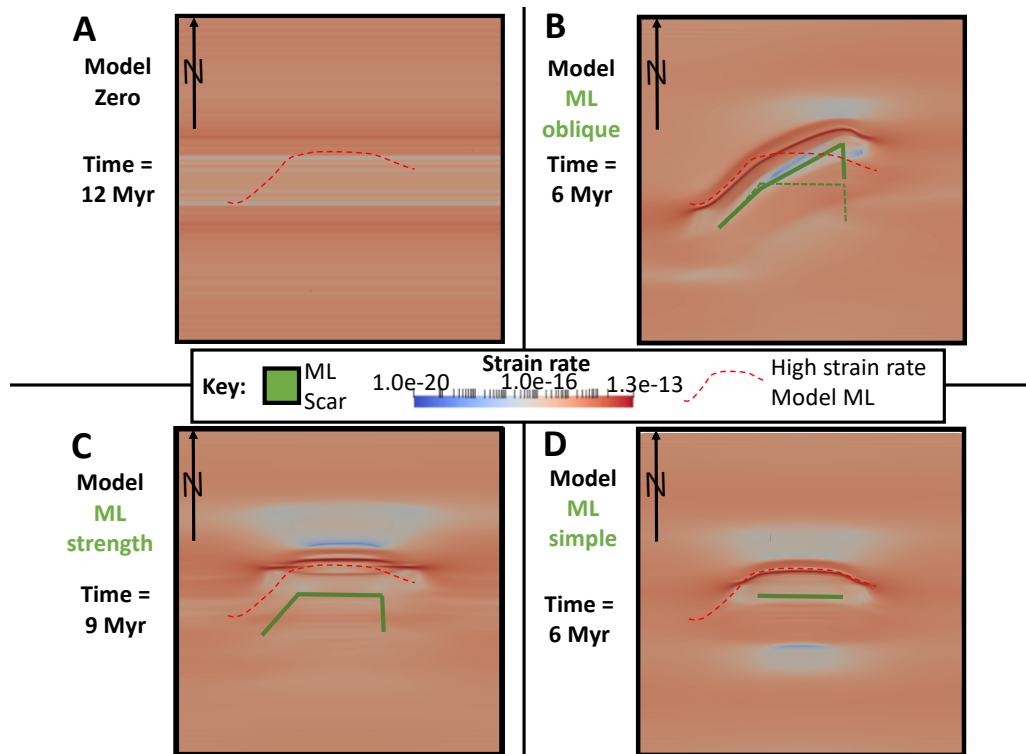 A
Model
Zero
Time =
12 Myr
N
B
Model
ML
oblique
Time =
6 Myr
N
Key:
ML
Scar
Strain rate
1.0e-20 1.0e-16 1.3e-13
High strain rate
Model ML
C
Model
ML
strength
Time =
9 Myr
N
D
Model
ML
simple
Time =
6 Myr
N